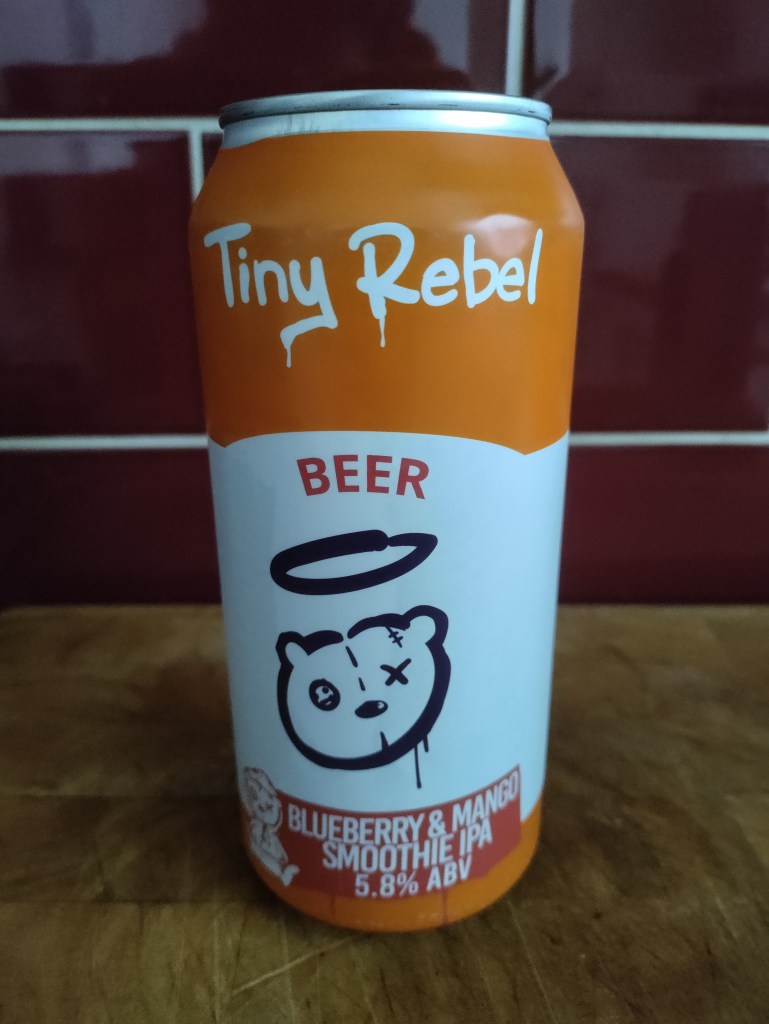 Tiny Rebel
BEER
BLUEBERRY & MANGO
SMOOTHIE IPA
5.8% ABV